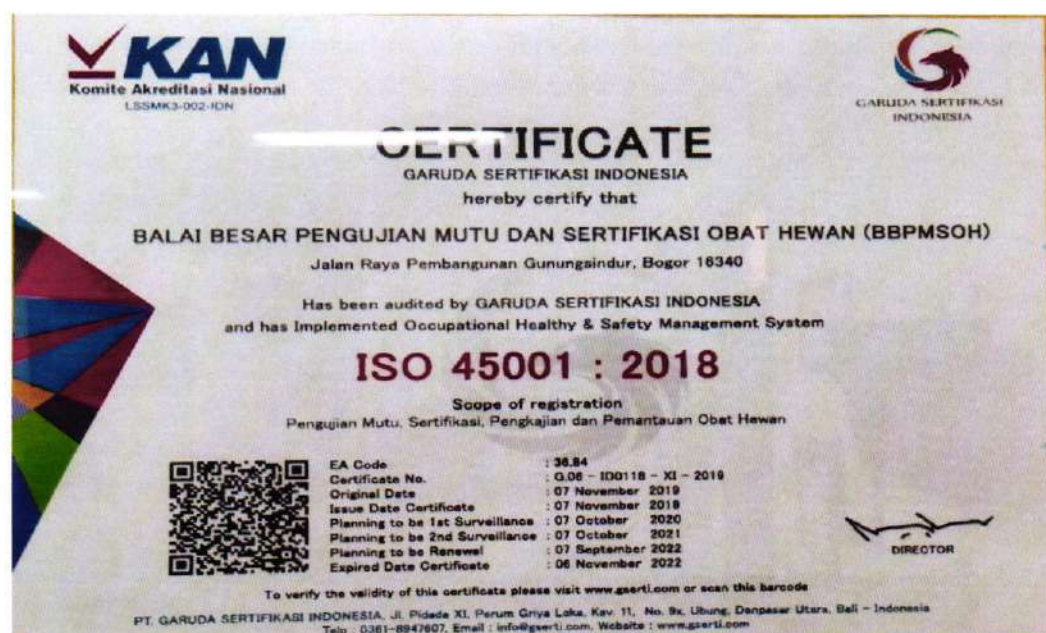 KAN
Komite Akreditasi Nasional
LSSMK3-002-IDN
GARUDA SERTIFIKASI
INDONESIA
CERTIFICATE
GARUDA SERTIFIKASI INDONESIA
hereby certify that
BALAI BESAR PENGUJIAN MUTU DAN SERTIFIKASI OBAT HEWAN (BBPMSOH)
Jalan Raya Pembangunan Gunungsindur, Bogor 16340
Has been audited by GARUDA SERTIFIKASI INDONESIA
and has Implemented Occupational Healthy & Safety Management System
ISO 45001 : 2018
Scope of registration
Pengujian Mutu, Sertifikasi, Pengkajian dan Pemantauan Obat Hewan
EA Code : 36.84
Certificate No. : G.06 - ID0118 - XI - 2019
Original Date : 07 November 2019
Issue Date Certificate : 07 November 2019
Planning to be 1st Surveillance : 07 October 2020
Planning to be 2nd Surveillance : 07 October 2021
Planning to be Renewal : 07 September 2022
Expired Date Certificate : 06 November 2022
DIRECTOR
To verify the validity of this certificate please visit www.gserti.com or scan this barcode
PT. GARUDA SERTIFIKASI INDONESIA, Jl. Pidada XI, Perum Griya Loka, Kav. 11, No. 9x, Ubung, Denpasar Utara, Bali - Indonesia
Telp : 0361-8947607, Email : info@gserti.com, Website : www.gserti.com